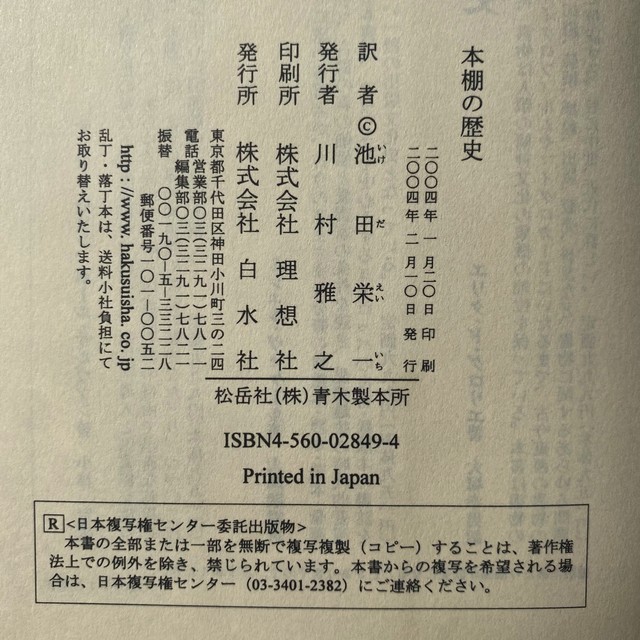 本棚の歴史
二〇〇四年 一月二〇日 印刷
二〇〇四年 二月一〇日 発行
訳者 © 池田栄一
いけ だ えい いち
発行者 川村雅之
印刷所 株式会社 理想社
発行所 株式会社 白水社
東京都千代田区神田小川町三の二四
電話 営業部〇三(三二九一)七八一一
編集部〇三(三二九一)七八二一
振替 〇〇一九〇-五-三三二二八
郵便番号一〇一-〇〇五二
http://www.hakusuisha.co.jp
乱丁・落丁本は、送料小社負担にて
お取り替えいたします。
松岳社(株)青木製本所
ISBN4-560-02849-4
Printed in Japan
R <日本複写権センター委託出版物>
本書の全部または一部を無断で複写複製(コピー)することは、著作権
法上での例外を除き、禁じられています。本書からの複写を希望される場
合は、日本複写権センター(03-3401-2382)にご連絡ください。